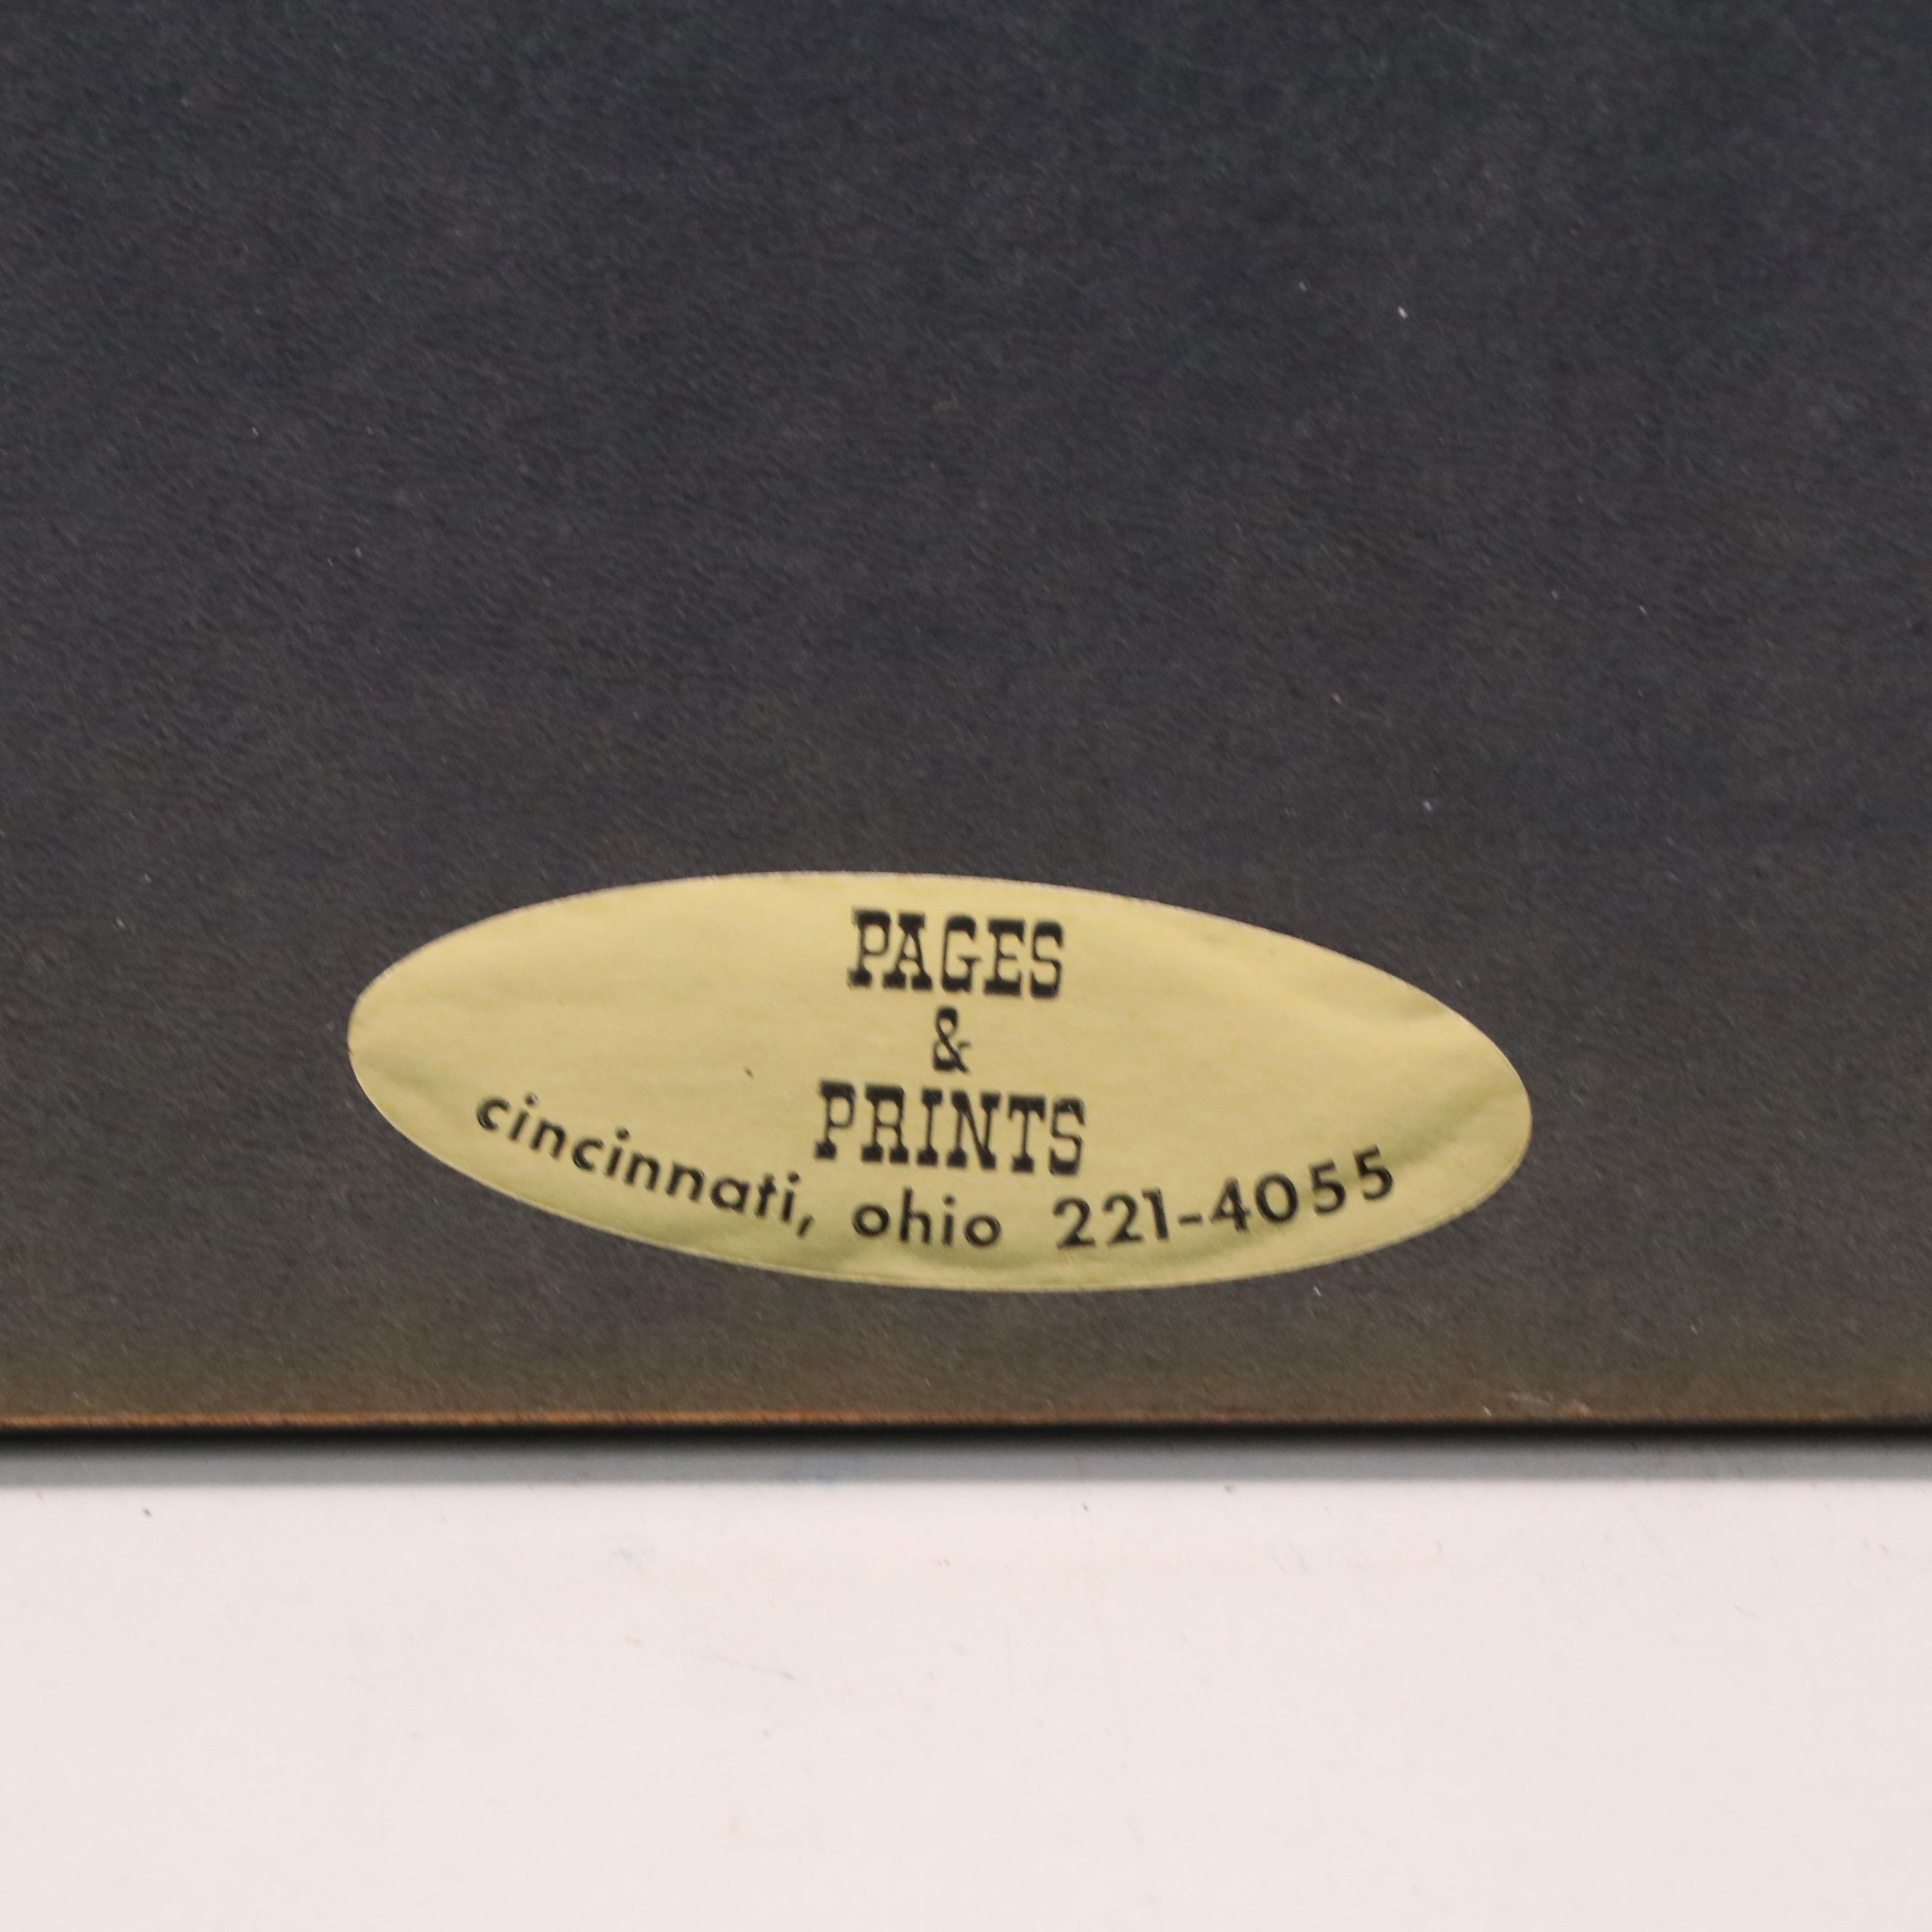 PAGES
&
PRINTS
cincinnati, ohio 221-4055